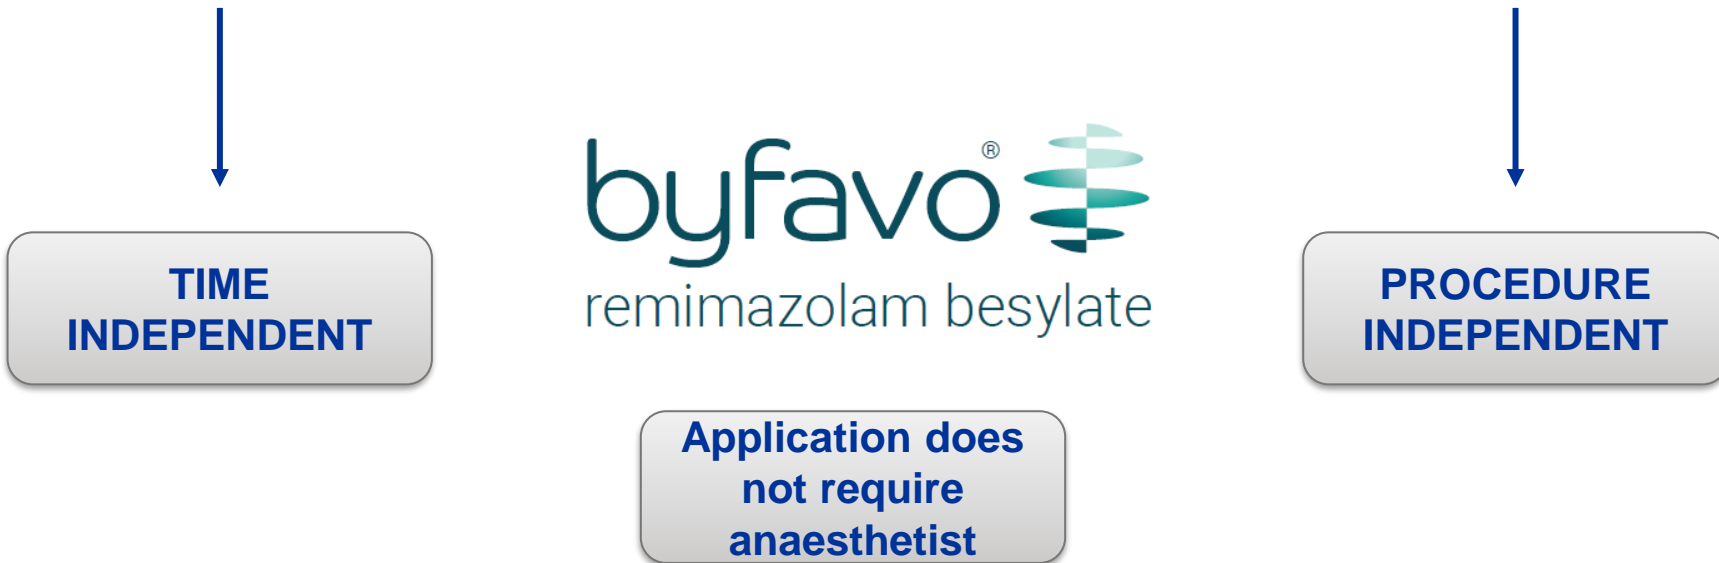 TIME
INDEPENDENT
byfavo®
remimazolam besylate
PROCEDURE
INDEPENDENT
Application does
not require
anaesthetist